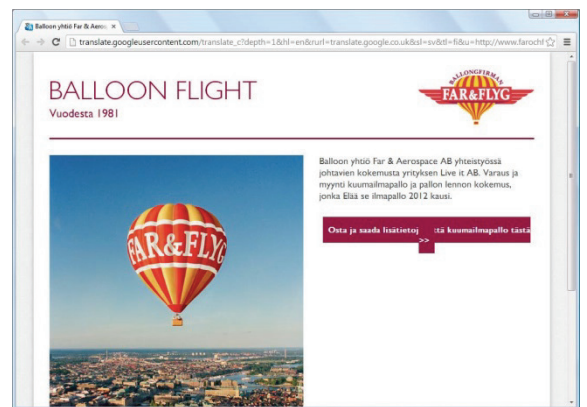 Balloon yhtiö Far & Aeros
translate.googleusercontent.com/translate_c?depth=1&hl=en&rurl=translate.google.co.uk&sl=sv&tl=fi&u=http://www.farochf
BALLOON FLIGHT
Vuodesta 1981
BALLONGFIRMAN
FAR&FLYG
Balloon yhtiö Far & Aerospace AB yhteistyössä
johtavien kokemusta yrityksen Live it AB. Varaus ja
myynti kuumailmapallo ja pallon lennon kokemus,
jonka Elää se ilmapallo 2012 kausi.
Osta ja saada lisätietoj ttä kuumailmapallo tästä
>>
FAR&FLYG